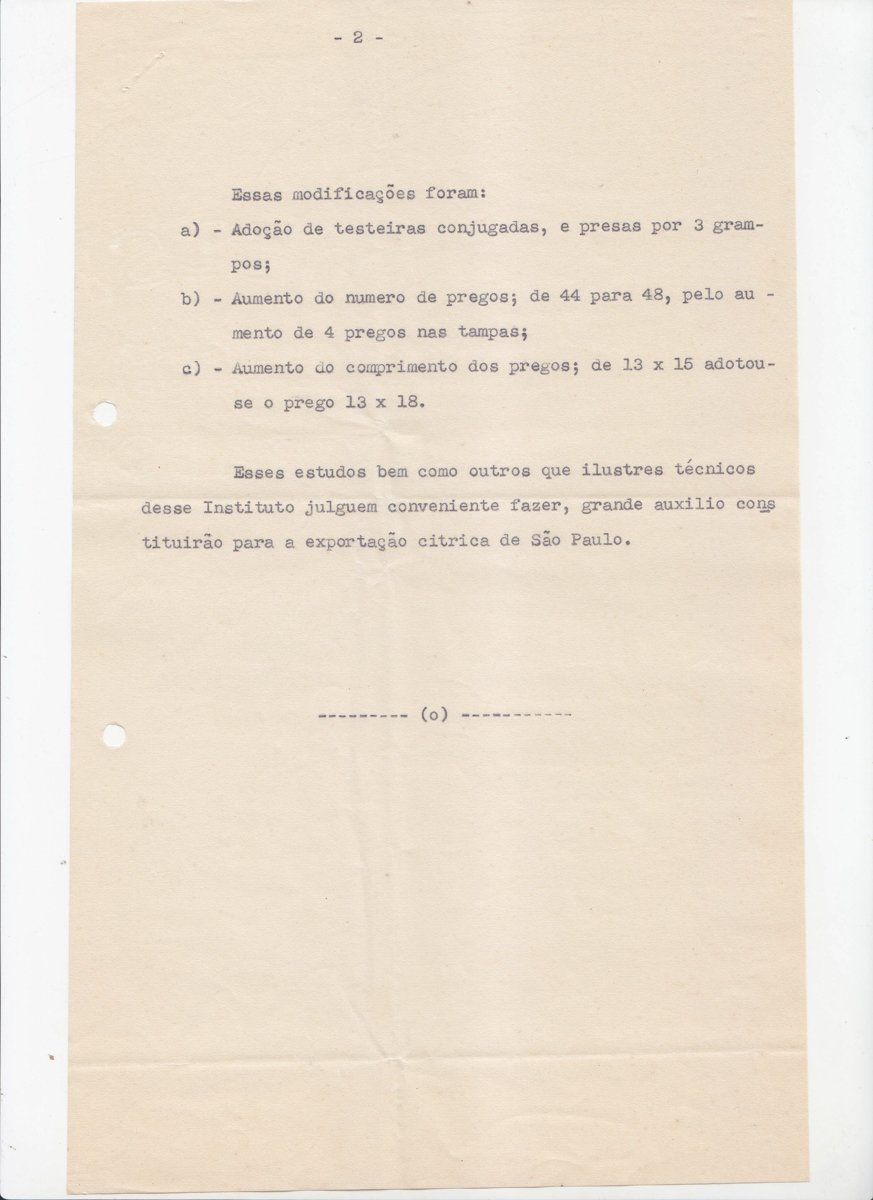 - 2 -
Essas modificações foram:
a) - Adoção de testeiras conjugadas, e presas por 3 gram-
pos;
b) - Aumento do numero de pregos; de 44 para 48, pelo au -
mento de 4 pregos nas tampas;
c) - Aumento do comprimento dos pregos; de 13 x 15 adotou-
se o prego 13 x 18.
Esses estudos bem como outros que ilustres técnicos
desse Instituto julguem conveniente fazer, grande auxilio cons
tituirão para a exportação citrica de São Paulo.
--------- (o) -----------